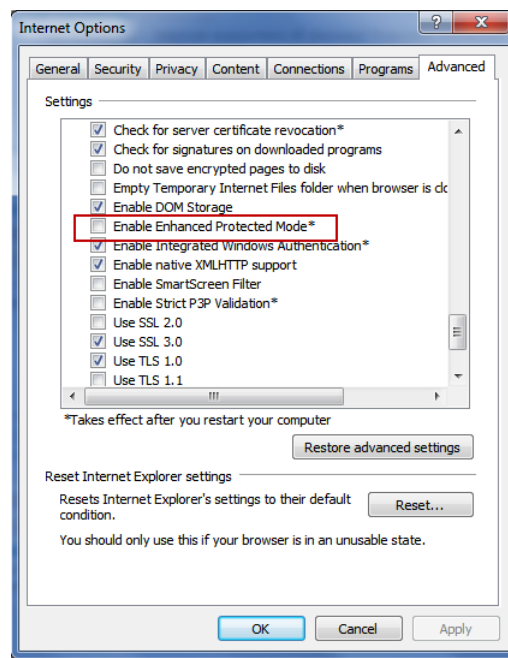 Internet Options
General Security Privacy Content Connections Programs Advanced
Settings
Check for server certificate revocation*
Check for signatures on downloaded programs
Do not save encrypted pages to disk
Empty Temporary Internet Files folder when browser is clo
Enable DOM Storage
Enable Enhanced Protected Mode*
Enable Integrated Windows Authentication*
Enable native XMLHTTP support
Enable SmartScreen Filter
Enable Strict P3P Validation*
Use SSL 2.0
Use SSL 3.0
Use TLS 1.0
Use TLS 1.1
*Takes effect after you restart your computer
Restore advanced settings
Reset Internet Explorer settings
Resets Internet Explorer's settings to their default
condition.
Reset...
You should only use this if your browser is in an unusable state.
OK Cancel Apply